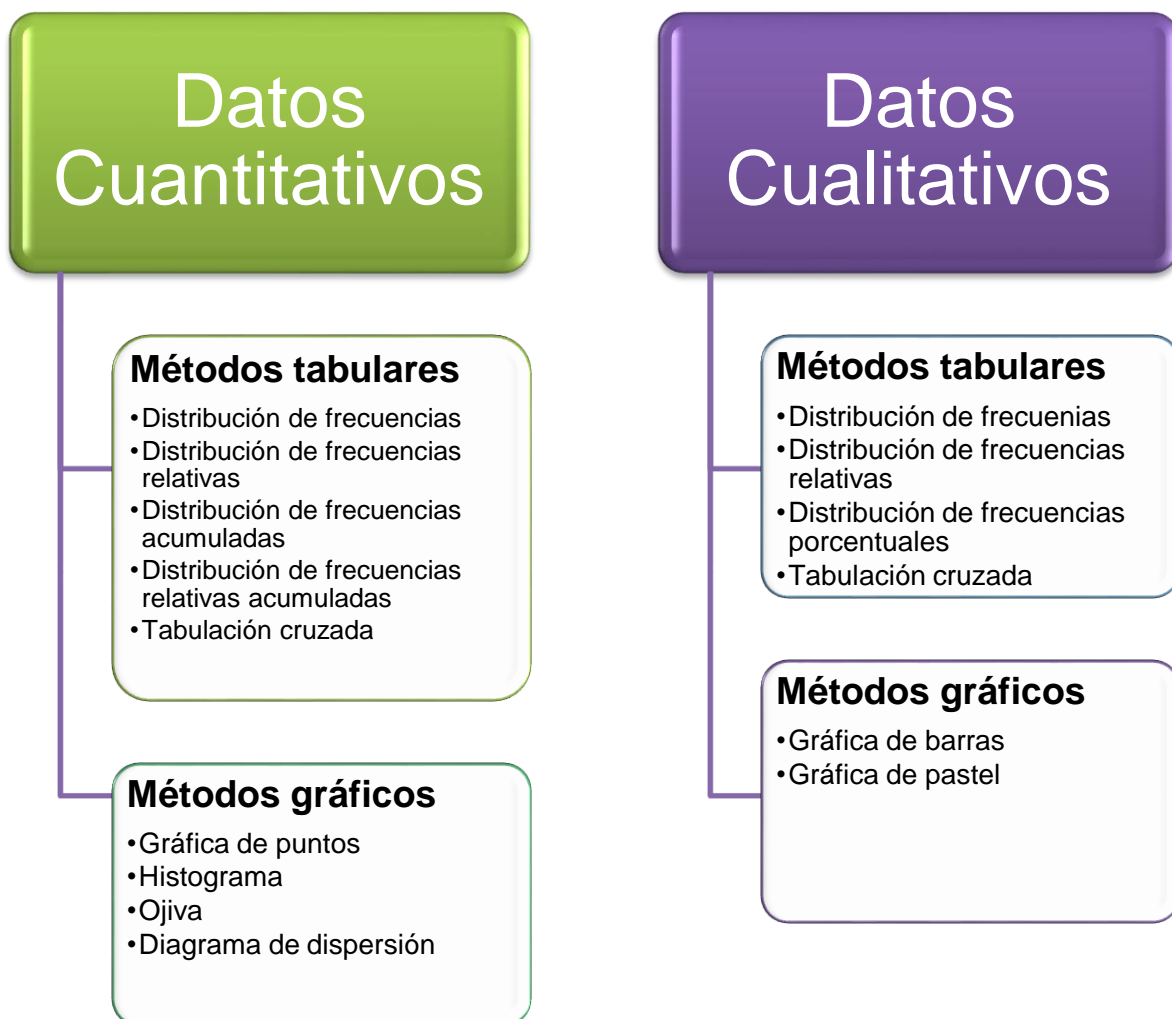 Datos
Cuantitativos
Métodos tabulares
•Distribución de frecuencias
•Distribución de frecuencias
relativas
•Distribución de frecuencias
acumuladas
•Distribución de frecuencias
relativas acumuladas
•Tabulación cruzada
Métodos gráficos
•Gráfica de puntos
•Histograma
•Ojiva
•Diagrama de dispersión
Datos
Cualitativos
Métodos tabulares
•Distribución de frecuenias
•Distribución de frecuencias
relativas
•Distribución de frecuencias
porcentuales
•Tabulación cruzada
Métodos gráficos
•Gráfica de barras
•Gráfica de pastel